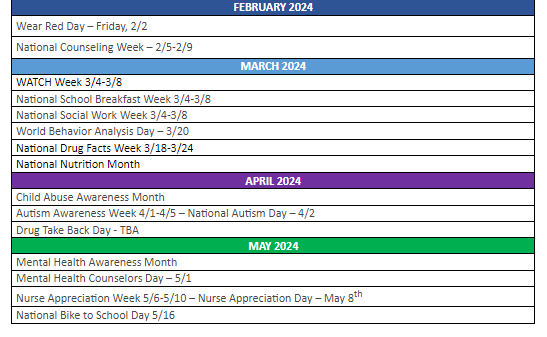 FEBRUARY 2024
Wear Red Day – Friday, 2/2
National Counseling Week – 2/5-2/9
MARCH 2024
WATCH Week 3/4-3/8
National School Breakfast Week 3/4-3/8
National Social Work Week 3/4-3/8
World Behavior Analysis Day – 3/20
National Drug Facts Week 3/18-3/24
National Nutrition Month
APRIL 2024
Child Abuse Awareness Month
Autism Awareness Week 4/1-4/5 – National Autism Day – 4/2
Drug Take Back Day - TBA
MAY 2024
Mental Health Awareness Month
Mental Health Counselors Day – 5/1
Nurse Appreciation Week 5/6-5/10 – Nurse Appreciation Day – May 8th
National Bike to School Day 5/16